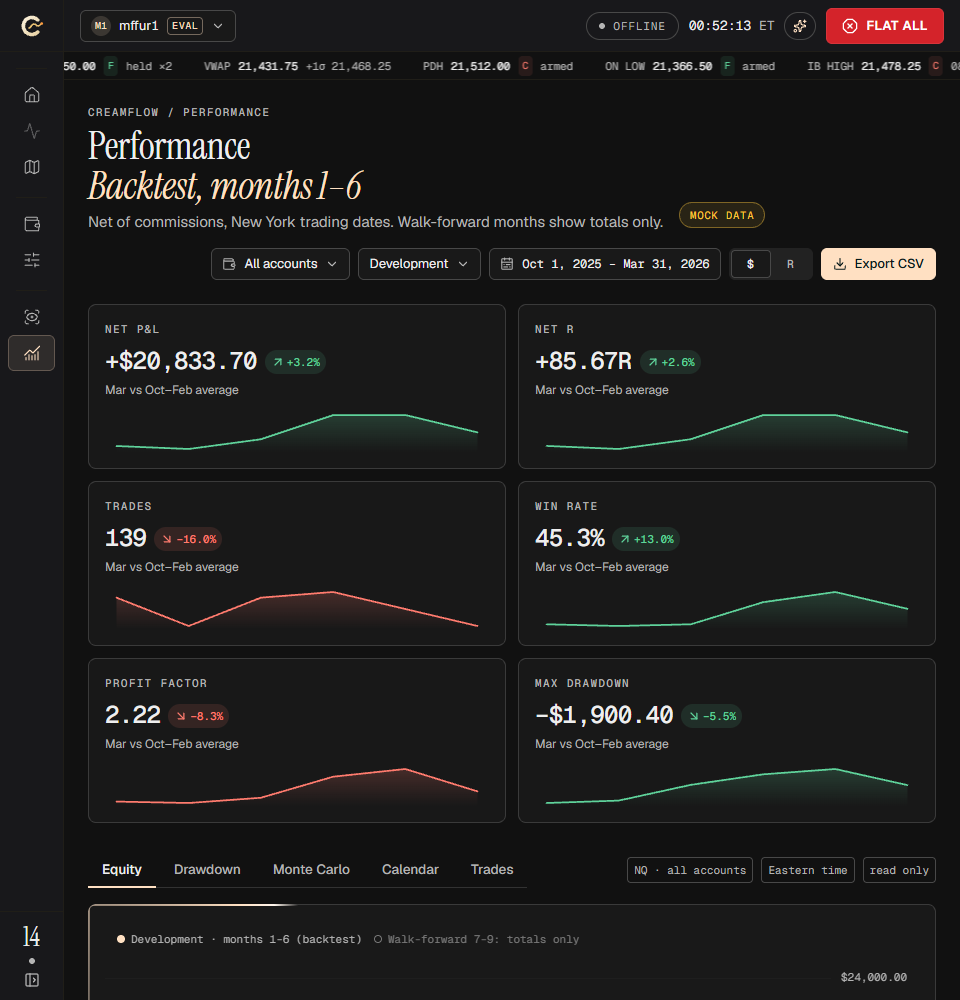 M1 mffur1 EVAL
OFFLINE 00:52:13 ET FLAT ALL
50.00 F held ×2 VWAP 21,431.75 +1σ 21,468.25 PDH 21,512.00 C armed ON LOW 21,366.50 F armed IB HIGH 21,478.25 C
CREAMFLOW / PERFORMANCE
Performance
Backtest, months 1–6
Net of commissions, New York trading dates. Walk-forward months show totals only. MOCK DATA
All accounts Development Oct 1, 2025 – Mar 31, 2026 $ R Export CSV
NET P&L
+$20,833.70 +3.2%
Mar vs Oct–Feb average
NET R
+85.67R +2.6%
Mar vs Oct–Feb average
TRADES
139 −16.0%
Mar vs Oct–Feb average
WIN RATE
45.3% +13.0%
Mar vs Oct–Feb average
PROFIT FACTOR
2.22 −8.3%
Mar vs Oct–Feb average
MAX DRAWDOWN
−$1,900.40 −5.5%
Mar vs Oct–Feb average
Equity Drawdown Monte Carlo Calendar Trades
NQ · all accounts Eastern time read only
Development · months 1–6 (backtest) Walk-forward 7–9: totals only
$24,000.00
14